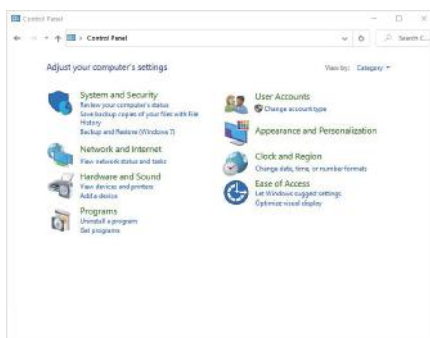 Control Panel
Control Panel
Search C...
Adjust your computer's settings
View by: Category
System and Security
Review your computer's status
Save backup copies of your files with File
History
Backup and Restore (Windows 7)
Network and Internet
View network status and tasks
Hardware and Sound
View devices and printers
Add a device
Programs
Uninstall a program
Get programs
User Accounts
Change account type
Appearance and Personalization
Clock and Region
Change date, time, or number formats
Ease of Access
Let Windows suggest settings
Optimize visual display